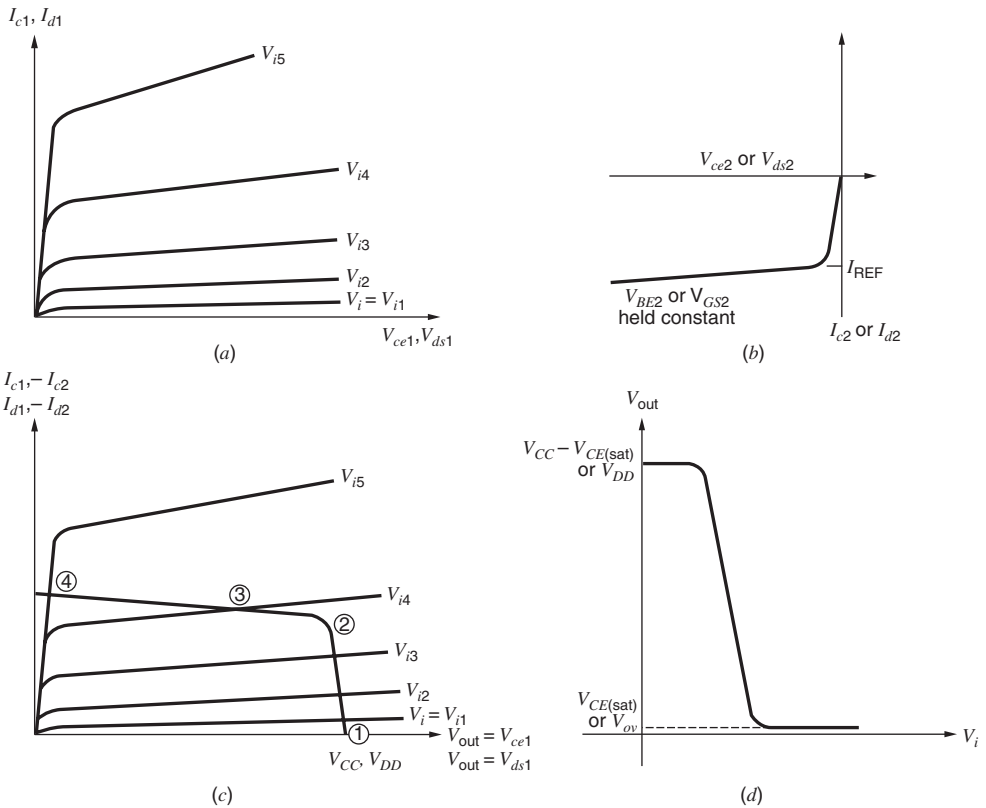 I_c1, I_d1
V_i5
V_i4
V_i3
V_i2
V_i = V_i1
V_ce1, V_ds1
(a)
V_ce2 or V_ds2
I_REF
V_BE2 or V_GS2
held constant
I_c2 or I_d2
(b)
I_c1, – I_c2
I_d1, – I_d2
V_i5
④
③
V_i4
②
V_i3
V_i2
V_i = V_i1
①
V_out = V_ce1
V_CC, V_DD
V_out = V_ds1
(c)
V_out
V_CC – V_CE(sat)
or V_DD
V_CE(sat)
or V_ov
V_i
(d)